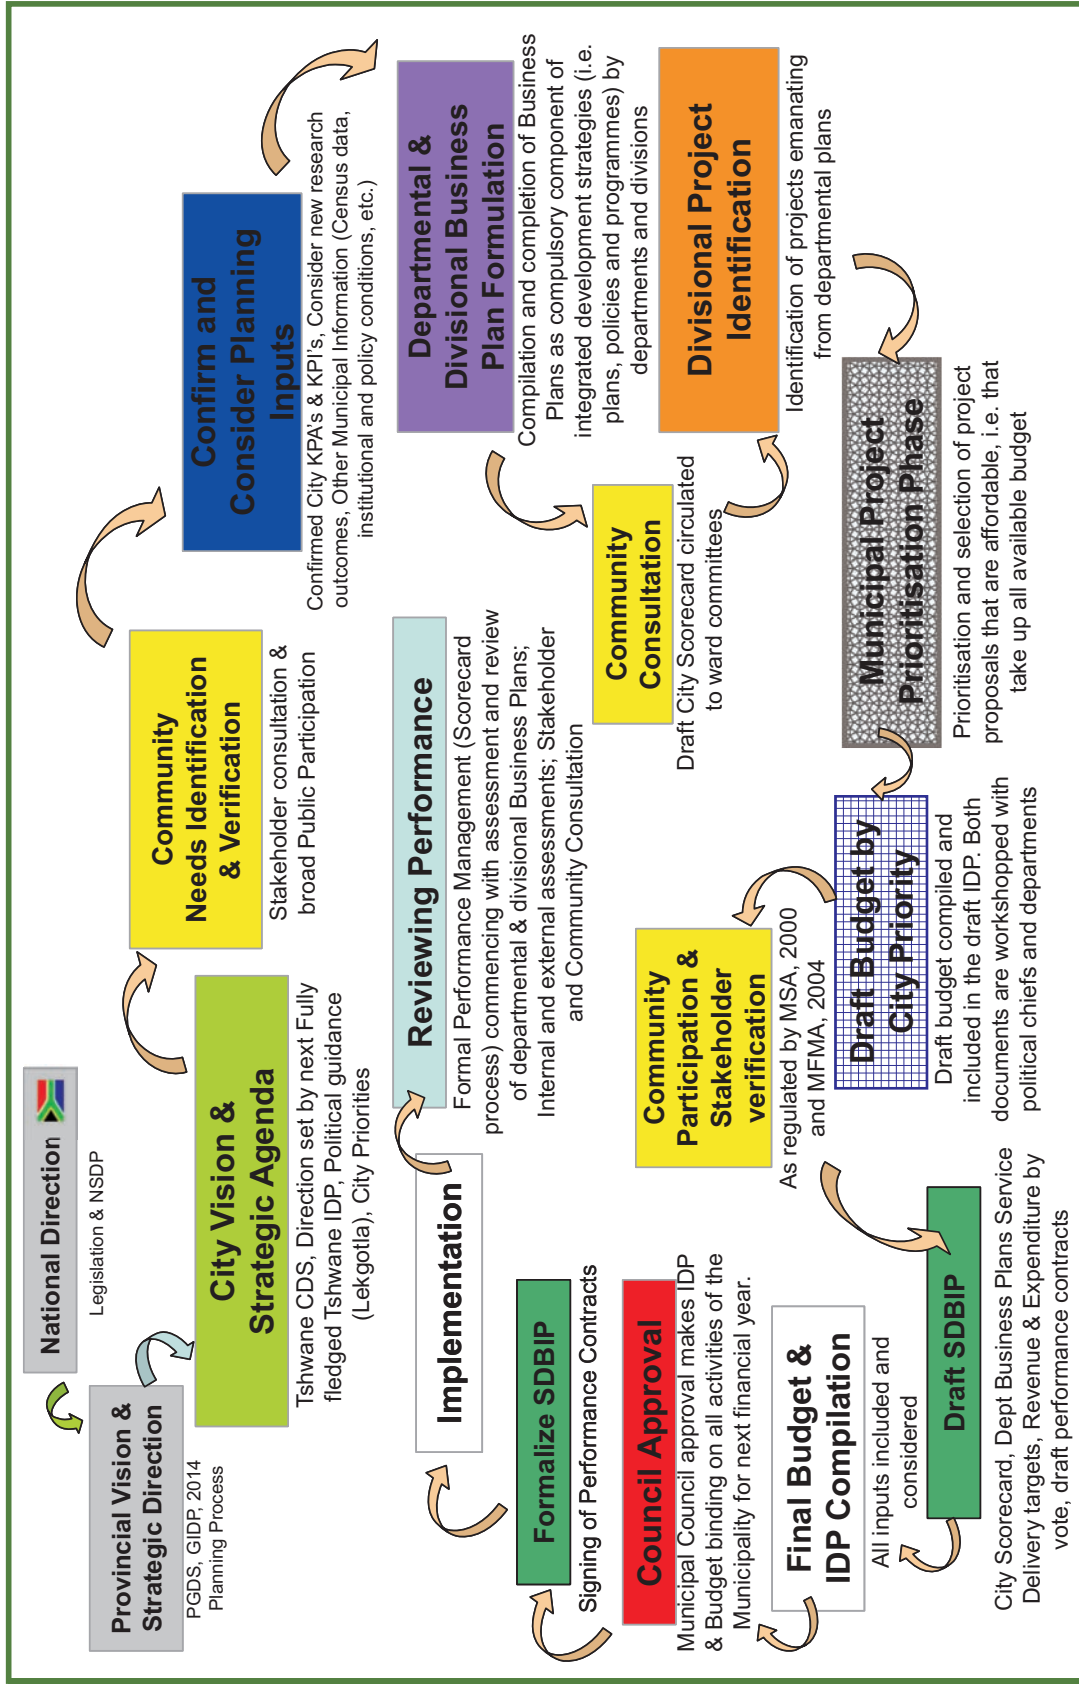 National Direction
Legislation & NSDP
Provincial Vision &
Strategic Direction
PGDS, GIDP, 2014
Planning Process
City Vision &
Strategic Agenda
Tshwane CDS, Direction set by next Fully
fledged Tshwane IDP, Political guidance
(Lekgotla), City Priorities
Community
Needs Identification
& Verification
Stakeholder consultation &
broad Public Participation
Confirm and
Consider Planning
Inputs
Confirmed City KPA's & KPI's, Consider new research
outcomes, Other Municipal Information (Census data,
institutional and policy conditions, etc.)
Departmental &
Divisional Business
Plan Formulation
Compilation and completion of Business
Plans as compulsory component of
integrated development strategies (i.e.
plans, policies and programmes) by
departments and divisions
Community
Consultation
Draft City Scorecard circulated
to ward committees
Divisional Project
Identification
Identification of projects emanating
from departmental plans
Municipal Project
Prioritisation Phase
Prioritisation and selection of project
proposals that are affordable, i.e. that
take up all available budget
Draft Budget by
City Priority
Draft budget compiled and
included in the draft IDP. Both
documents are workshopped with
political chiefs and departments
Community
Participation &
Stakeholder
verification
As regulated by MSA, 2000
and MFMA, 2004
Draft SDBIP
City Scorecard, Dept Business Plans Service
Delivery targets, Revenue & Expenditure by
vote, draft performance contracts
Final Budget &
IDP Compilation
All inputs included and
considered
Council Approval
Municipal Council approval makes IDP
& Budget binding on all activities of the
Municipality for next financial year.
Formalize SDBIP
Signing of Performance Contracts
Implementation
Reviewing Performance
Formal Performance Management (Scorecard
process) commencing with assessment and review
of departmental & divisional Business Plans;
Internal and external assessments; Stakeholder
and Community Consultation